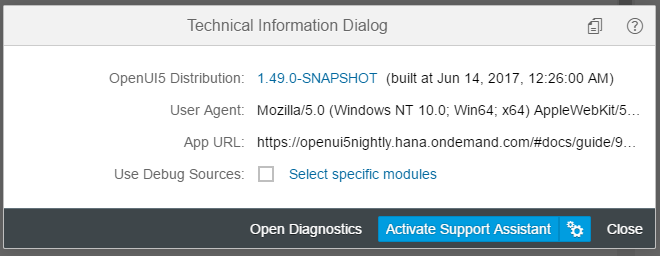 Technical Information Dialog
OpenUI5 Distribution: 1.49.0-SNAPSHOT (built at Jun 14, 2017, 12:26:00 AM)
User Agent: Mozilla/5.0 (Windows NT 10.0; Win64; x64) AppleWebKit/5...
App URL: https://openui5nightly.hana.ondemand.com/#docs/guide/9...
Use Debug Sources: Select specific modules
Open Diagnostics Activate Support Assistant Close